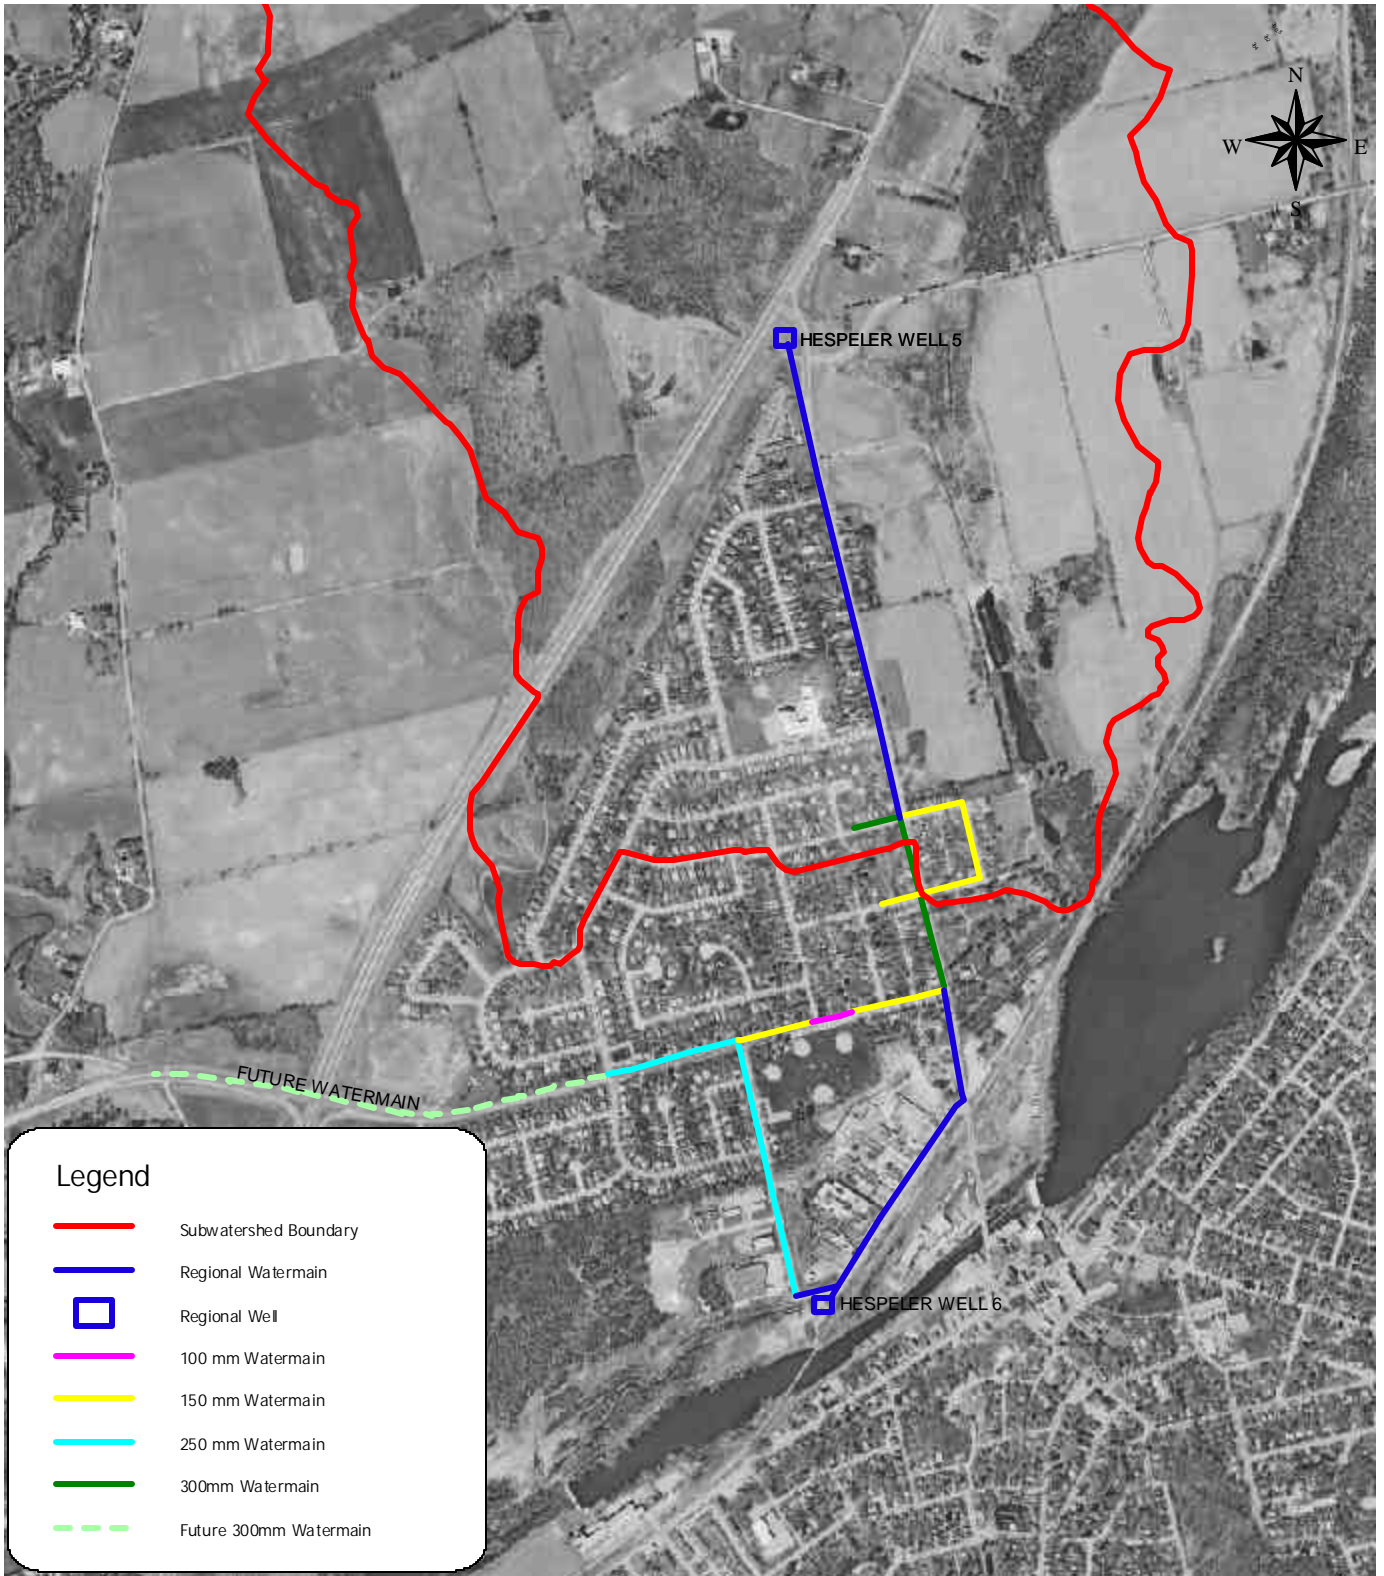 N
W E
S
HESPELER WELL 5
FUTURE WATERMAIN
HESPELER WELL 6
Legend
Subwatershed Boundary
Regional Watermain
Regional Well
100 mm Watermain
150 mm Watermain
250 mm Watermain
300mm Watermain
Future 300mm Watermain